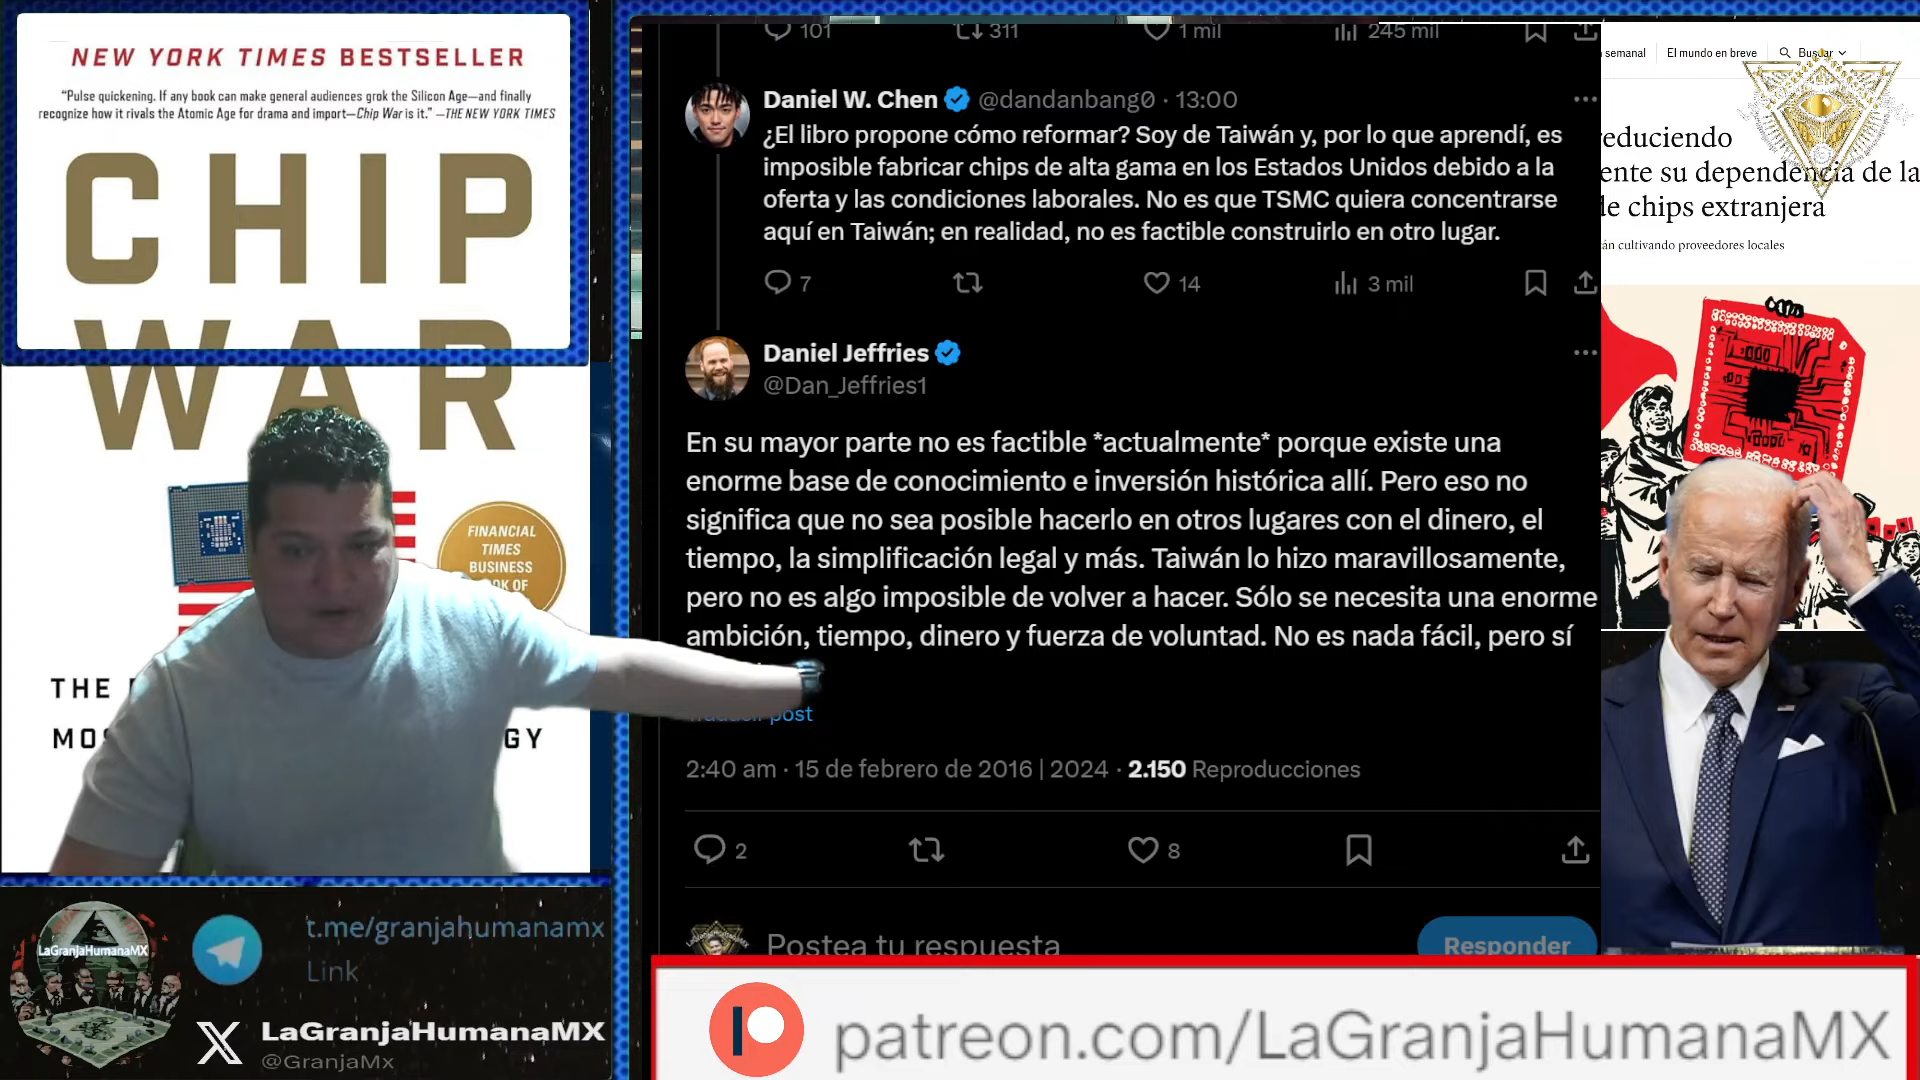 NEW YORK TIMES BESTSELLER
“Pulse quickening. If any book can make general audiences grok the Silicon Age—and finally
recognize how it rivals the Atomic Age for drama and import—Chip War is it.” —THE NEW YORK TIMES
CHIP
WAR
FINANCIAL
TIMES
BUSINESS
OF
THE
MOS
GY
LaGranjaHumanaMX
t.me/granjahumanamx
Link
LaGranjaHumanaMX
@GranjaMx
101
311
1 mil
245 mil
Daniel W. Chen @dandanbang0 · 13:00
¿El libro propone cómo reformar? Soy de Taiwán y, por lo que aprendí, es
imposible fabricar chips de alta gama en los Estados Unidos debido a la
oferta y las condiciones laborales. No es que TSMC quiera concentrarse
aquí en Taiwán; en realidad, no es factible construirlo en otro lugar.
7
14
3 mil
Daniel Jeffries
@Dan_Jeffries1
En su mayor parte no es factible *actualmente* porque existe una
enorme base de conocimiento e inversión histórica allí. Pero eso no
significa que no sea posible hacerlo en otros lugares con el dinero, el
tiempo, la simplificación legal y más. Taiwán lo hizo maravillosamente,
pero no es algo imposible de volver a hacer. Sólo se necesita una enorme
ambición, tiempo, dinero y fuerza de voluntad. No es nada fácil, pero sí
post
2:40 am · 15 de febrero de 2016 | 2024 · 2.150 Reproducciones
2
8
Postea tu respuesta
Responder
semanal
El mundo en breve
Buscar
reduciendo
ente su dependencia de la
de chips extranjera
án cultivando proveedores locales
patreon.com/LaGranjaHumanaMX